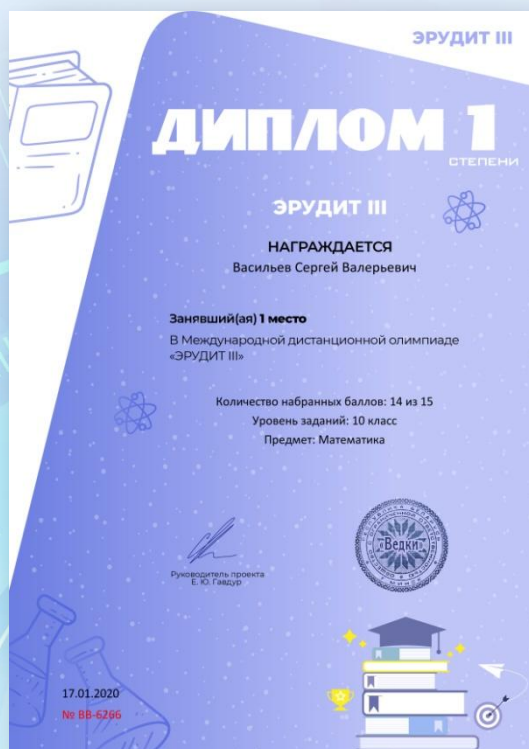 ЭРУДИТ III
ДИПЛОМ 1
СТЕПЕНИ
ЭРУДИТ III
НАГРАЖДАЕТСЯ
Васильев Сергей Валерьевич
Занявший(ая) 1 место
В Международной дистанционной олимпиаде
«ЭРУДИТ III»
Количество набранных баллов: 14 из 15
Уровень заданий: 10 класс
Предмет: Математика
«Ведки»
Руководитель проекта
Е. Ю. Гавдур
17.01.2020
№ ВВ-6266